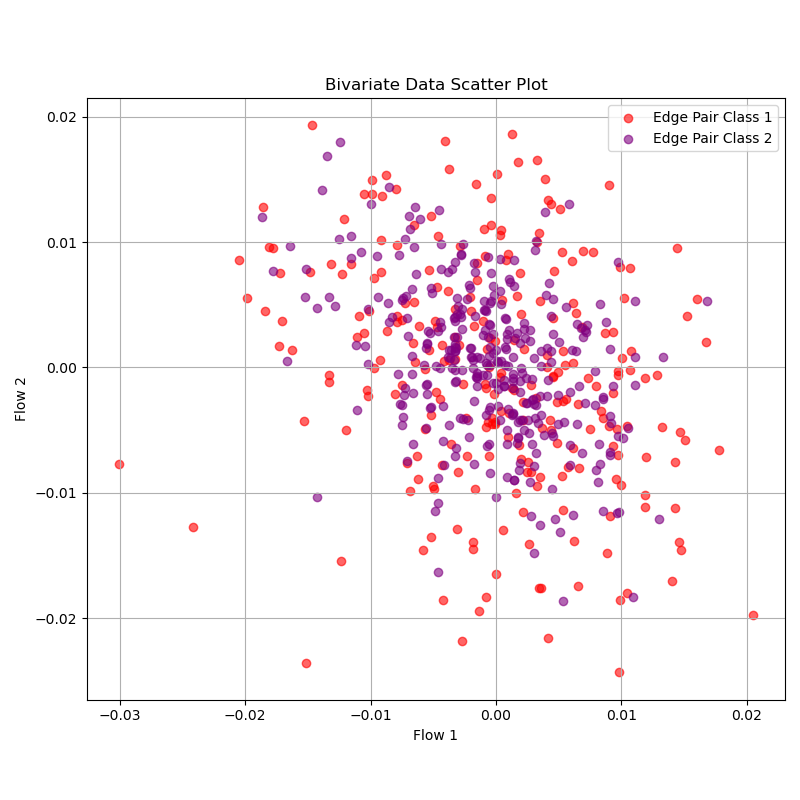 Bivariate Data Scatter Plot
Edge Pair Class 1
Edge Pair Class 2
0.02
0.01
0.00
−0.01
−0.02
Flow 2
−0.03
−0.02
−0.01
0.00
0.01
0.02
Flow 1